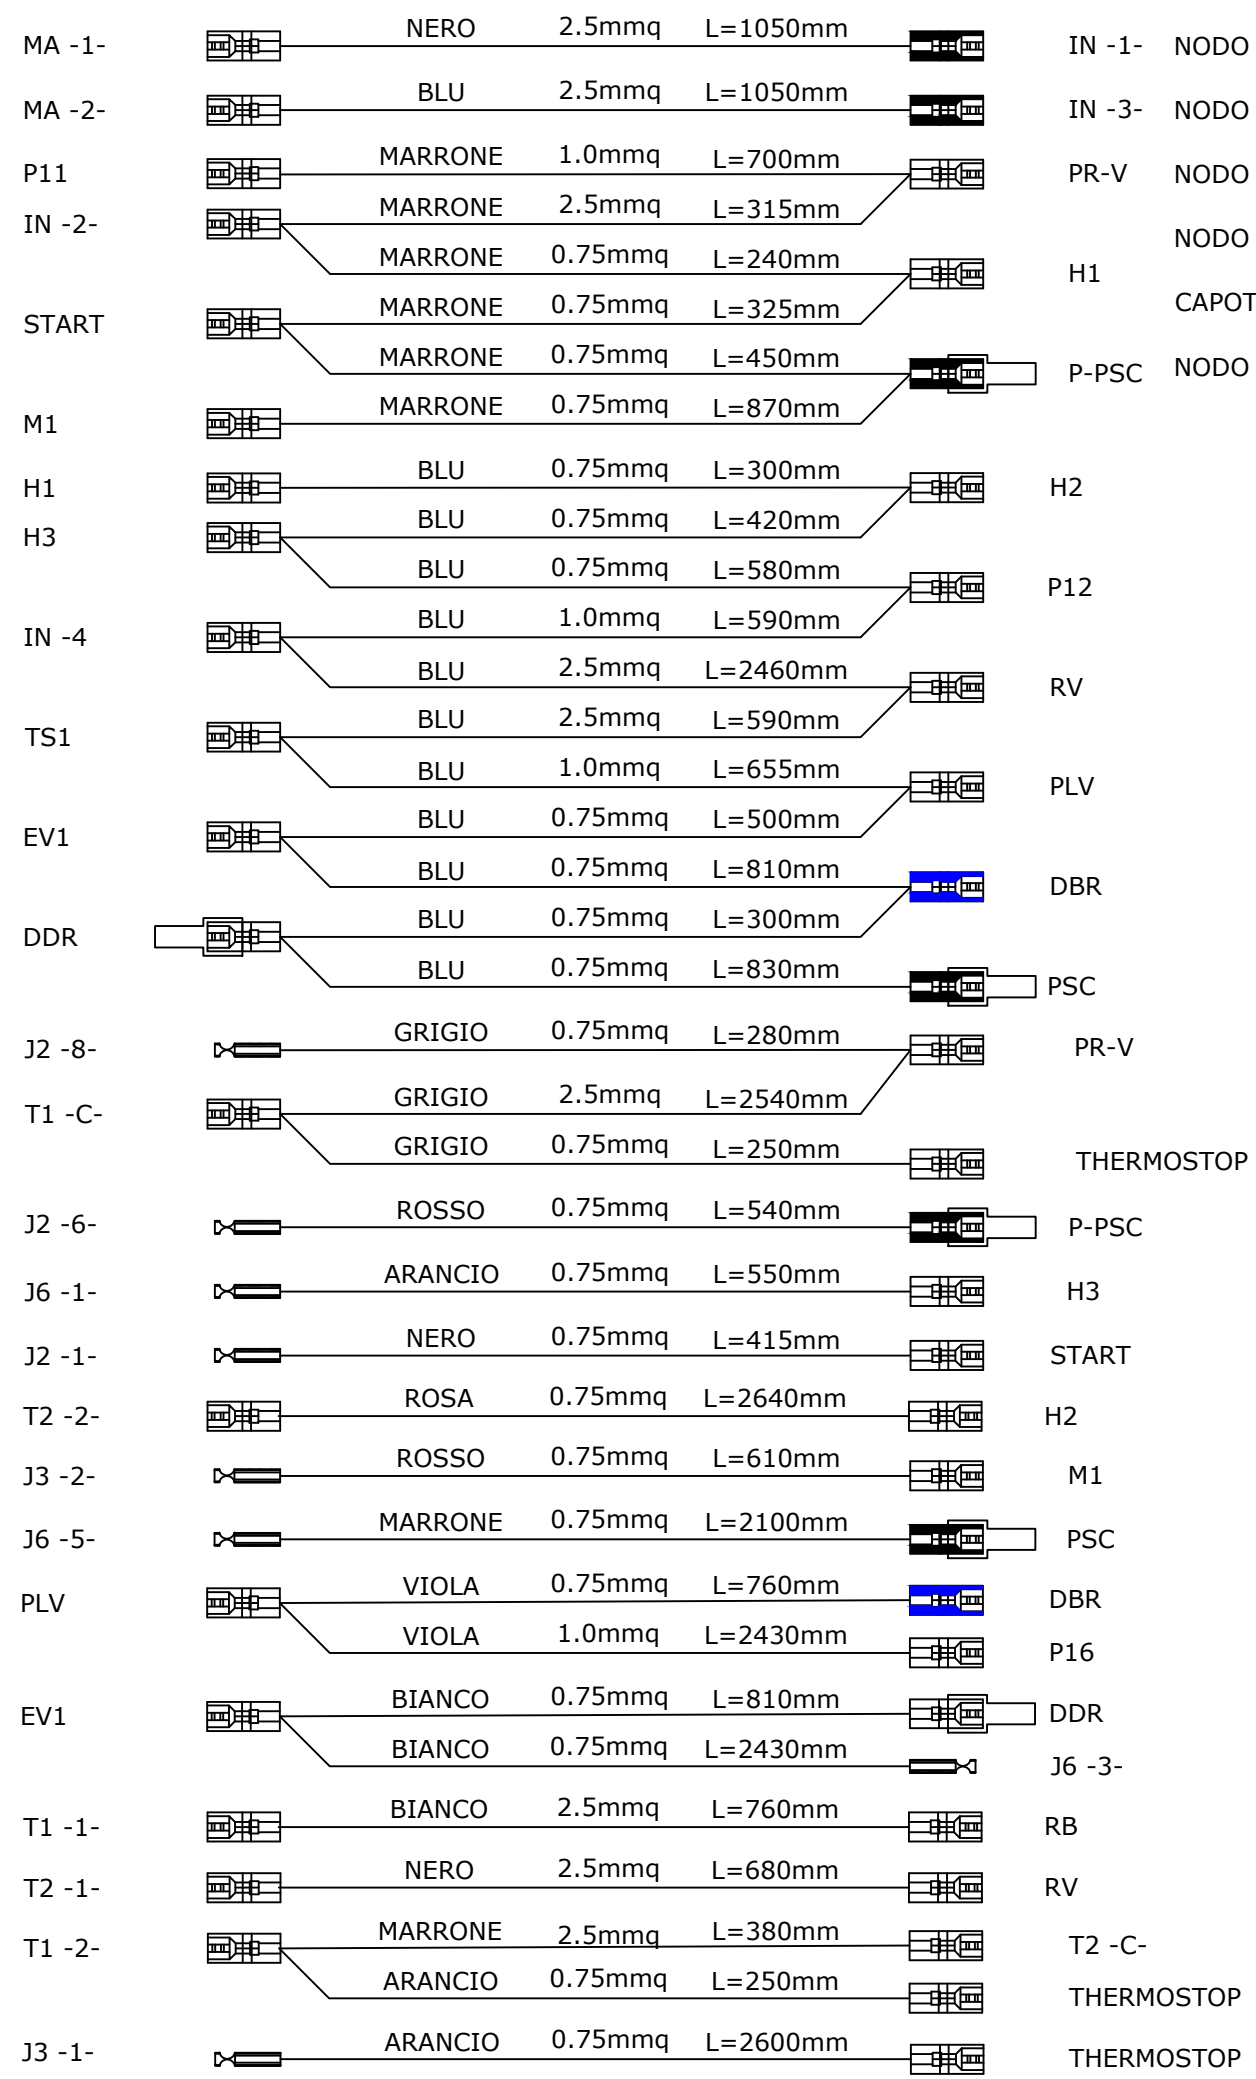 MA -1- NERO 2.5mmq L=1050mm IN -1- NODO
MA -2- BLU 2.5mmq L=1050mm IN -3- NODO
P11 MARRONE 1.0mmq L=700mm PR-V NODO
IN -2- MARRONE 2.5mmq L=315mm
NODO
MARRONE 0.75mmq L=240mm H1
CAPOT
START MARRONE 0.75mmq L=325mm
MARRONE 0.75mmq L=450mm P-PSC NODO
M1 MARRONE 0.75mmq L=870mm
H1 BLU 0.75mmq L=300mm H2
H3 BLU 0.75mmq L=420mm
BLU 0.75mmq L=580mm P12
IN -4 BLU 1.0mmq L=590mm
BLU 2.5mmq L=2460mm RV
TS1 BLU 2.5mmq L=590mm
BLU 1.0mmq L=655mm PLV
EV1 BLU 0.75mmq L=500mm
BLU 0.75mmq L=810mm DBR
DDR BLU 0.75mmq L=300mm
BLU 0.75mmq L=830mm PSC
J2 -8- GRIGIO 0.75mmq L=280mm PR-V
T1 -C- GRIGIO 2.5mmq L=2540mm
GRIGIO 0.75mmq L=250mm THERMOSTOP
J2 -6- ROSSO 0.75mmq L=540mm P-PSC
J6 -1- ARANCIO 0.75mmq L=550mm H3
J2 -1- NERO 0.75mmq L=415mm START
T2 -2- ROSA 0.75mmq L=2640mm H2
J3 -2- ROSSO 0.75mmq L=610mm M1
J6 -5- MARRONE 0.75mmq L=2100mm PSC
PLV VIOLA 0.75mmq L=760mm DBR
VIOLA 1.0mmq L=2430mm P16
EV1 BIANCO 0.75mmq L=810mm DDR
BIANCO 0.75mmq L=2430mm J6 -3-
T1 -1- BIANCO 2.5mmq L=760mm RB
T2 -1- NERO 2.5mmq L=680mm RV
T1 -2- MARRONE 2.5mmq L=380mm T2 -C-
ARANCIO 0.75mmq L=250mm THERMOSTOP
J3 -1- ARANCIO 0.75mmq L=2600mm THERMOSTOP